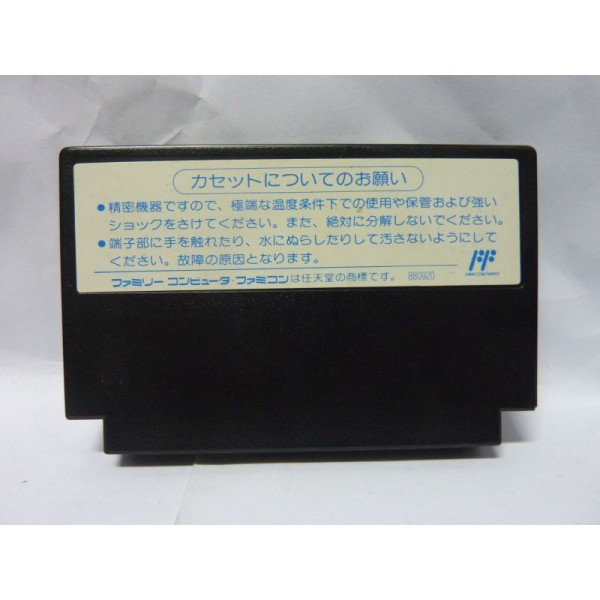 カセットについてのお願い
●精密機器ですので、極端な温度条件下での使用や保管および強い
ショックをさけてください。また、絶対に分解しないでください。
●端子部に手を触れたり、水にぬらしたりして汚さないようにして
ください。故障の原因となります。
ファミリーコンピュータ・ファミコンは任天堂の商標です。 880920